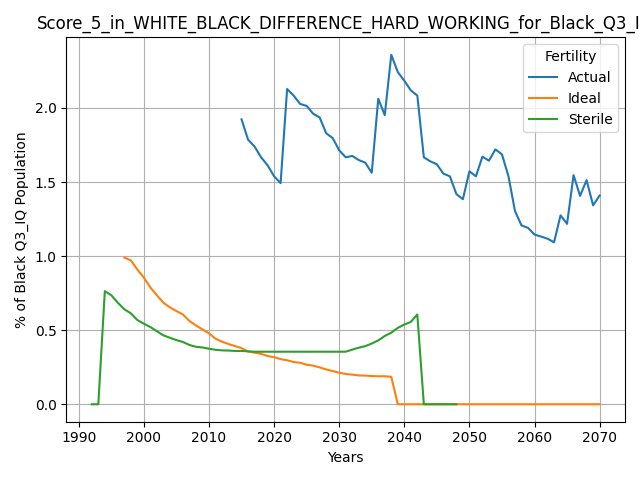 Score_5_in_WHITE_BLACK_DIFFERENCE_HARD_WORKING_for_Black_Q3_I
Fertility
Actual
Ideal
Sterile
% of Black Q3_IQ Population
2.0
1.5
1.0
0.5
0.0
1990 2000 2010 2020 2030 2040 2050 2060 2070
Years